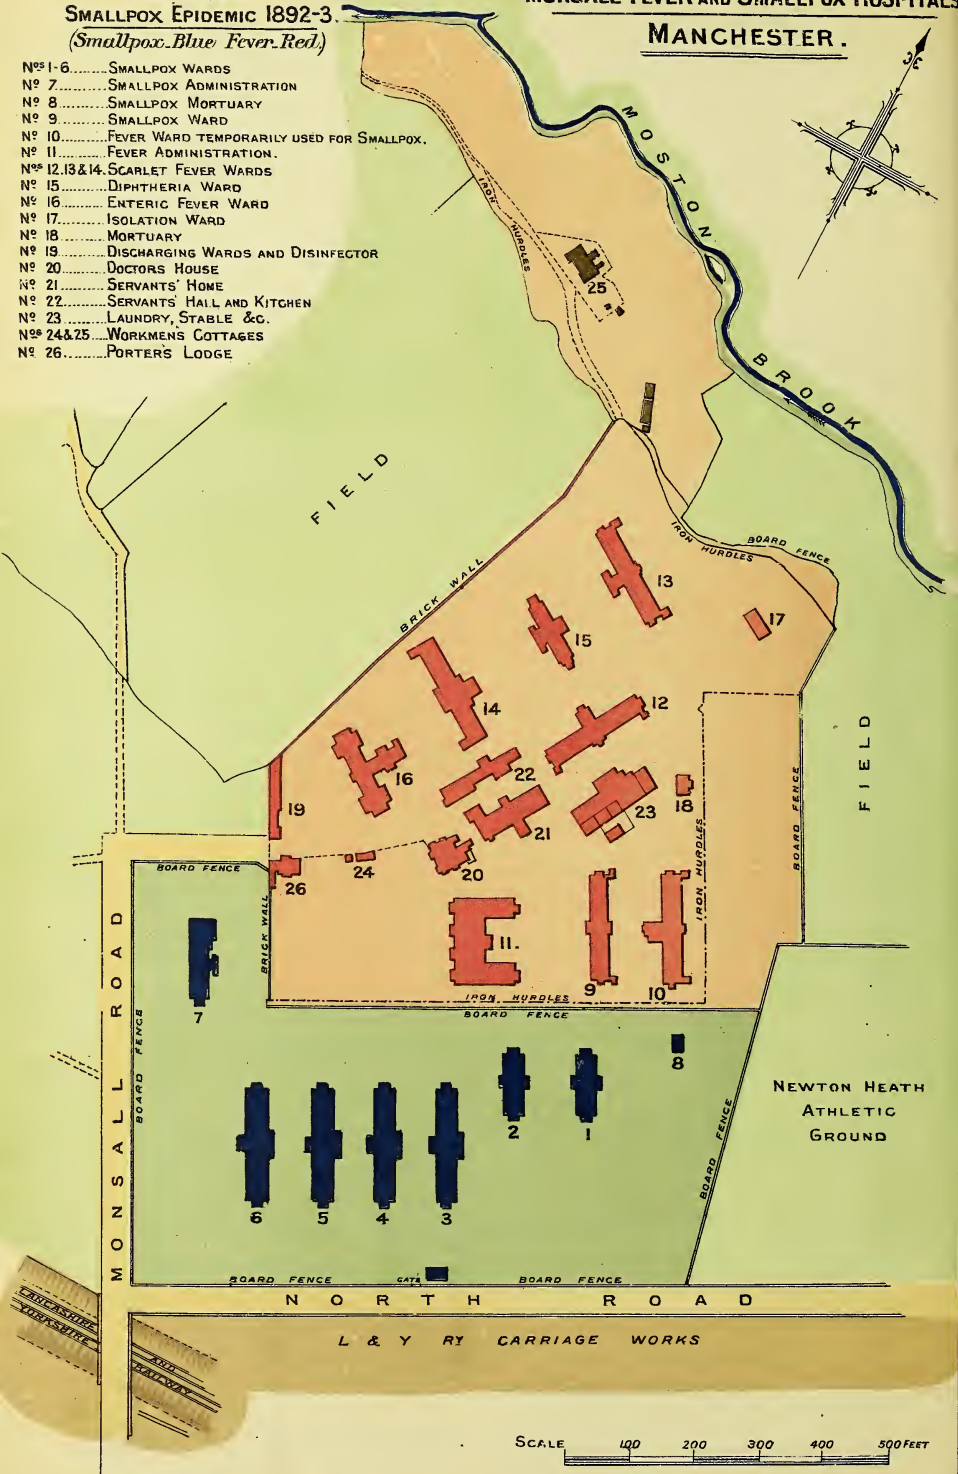 SMALLPOX EPIDEMIC 1892-3.
(Smallpox_Blue Fever_Red.)
MONSALL FEVER AND SMALLPOX HOSPITALS
MANCHESTER.
Nos 1-6........SMALLPOX WARDS
No 7..........SMALLPOX ADMINISTRATION
No 8..........SMALLPOX MORTUARY
No 9..........SMALLPOX WARD
No 10.........FEVER WARD TEMPORARILY USED FOR SMALLPOX.
No 11.........FEVER ADMINISTRATION.
Nos 12.13&14.SCARLET FEVER WARDS
No 15.........DIPHTHERIA WARD
No 16.........ENTERIC FEVER WARD
No 17.........ISOLATION WARD
No 18.........MORTUARY
No 19.........DISCHARGING WARDS AND DISINFECTOR
No 20.........DOCTORS HOUSE
No 21.........SERVANTS' HOME
No 22.........SERVANTS' HALL AND KITCHEN
No 23.........LAUNDRY, STABLE &c.
Nos 24&25....WORKMEN'S COTTAGES
No 26.........PORTER'S LODGE
MOSTON BROOK
IRON HURDLES
25
FIELD
BRICK WALL
IRON HURDLES
BOARD FENCE
13
17
15
14
12
16
22
19
21
23
18
FIELD
BOARD FENCE
IRON HURDLES
BOARD FENCE
26
24
20
BRICK WALL
11.
9
10
IRON HURDLES
BOARD FENCE
7
MONSALL ROAD
BOARD FENCE
8
2
1
NEWTON HEATH
ATHLETIC
GROUND
BOARD FENCE
6
5
4
3
BOARD FENCE
GATE
BOARD FENCE
NORTH ROAD
LANCASHIRE AND
YORKSHIRE RAILWAY
L & Y RY CARRIAGE WORKS
SCALE 100 200 300 400 500 FEET